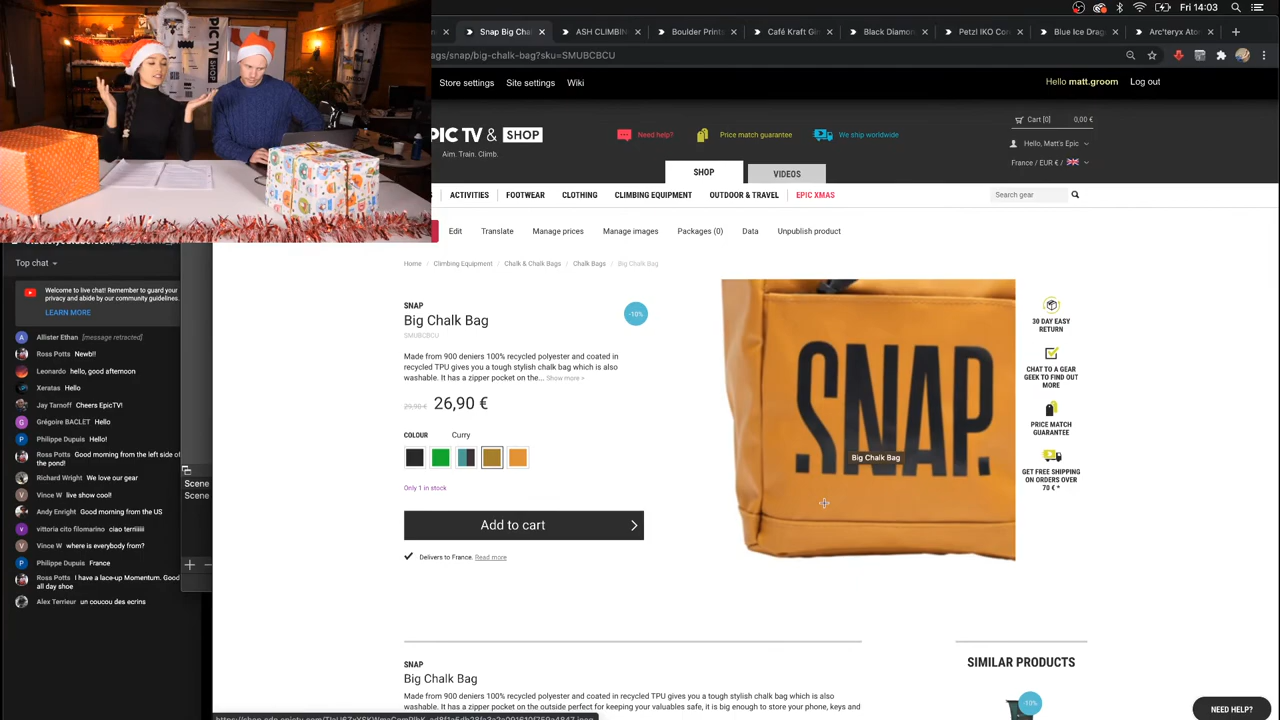 Snap Big Chal
ASH CLIMBIN
Boulder Prints
Café Kraft G
Black Diamon
Petzl IKO Cor
Blue Ice Drag
Arc'teryx Ato
ags/snap/big-chalk-bag?sku=SMUBCBCU
Store settings Site settings Wiki
Hello matt.groom Log out
EPIC TV SHOP
PIC TV & SHOP
Aim. Train. Climb.
Need help?
Price match guarantee
We ship worldwide
Cart [0] 0,00 €
Hello, Matt's Epic
France / EUR € /
SHOP VIDEOS
ACTIVITIES FOOTWEAR CLOTHING CLIMBING EQUIPMENT OUTDOOR & TRAVEL EPIC XMAS
Search gear
Edit Translate Manage prices Manage images Packages (0) Data Unpublish product
Home / Climbing Equipment / Chalk & Chalk Bags / Chalk Bags / Big Chalk Bag
SNAP
Big Chalk Bag
SMUBCBCU
-10%
Made from 900 deniers 100% recycled polyester and coated in
recycled TPU gives you a tough stylish chalk bag which is also
washable. It has a zipper pocket on the... Show more >
29,90 € 26,90 €
COLOUR Curry
Only 1 in stock
Add to cart
Delivers to France. Read more
SNAP.
Big Chalk Bag
30 DAY EASY
RETURN
CHAT TO A GEAR
GEEK TO FIND OUT
MORE
PRICE MATCH
GUARANTEE
GET FREE SHIPPING
ON ORDERS OVER
70 € *
SNAP
Big Chalk Bag
Made from 900 deniers 100% recycled polyester and coated in recycled TPU gives you a tough stylish chalk bag which is also
washable. It has a zipper pocket on the outside perfect for keeping your valuables safe, it is big enough to store your phone, keys and
SIMILAR PRODUCTS
-10%
NEED HELP?
Top chat
Welcome to live chat! Remember to guard your
privacy and abide by our community guidelines.
LEARN MORE
Allister Ethan [message retracted]
Ross Potts Newb!!
Leonardo hello, good afternoon
Xeratas Hello
Jay Tarnoff Cheers EpicTV!
Grégoire BACLET Hello
Philippe Dupuis Hello!
Ross Potts Good morning from the left side of
the pond!
Richard Wright We love our gear
Vince W live show cool!
Andy Enright Good morning from the US
vittoria cito filomarino ciao terriiiiii
Vince W where is everybody from?
Philippe Dupuis France
Ross Potts I have a lace-up Momentum. Good
all day shoe
Alex Terrieur un coucou des ecrins
Scene
Scene